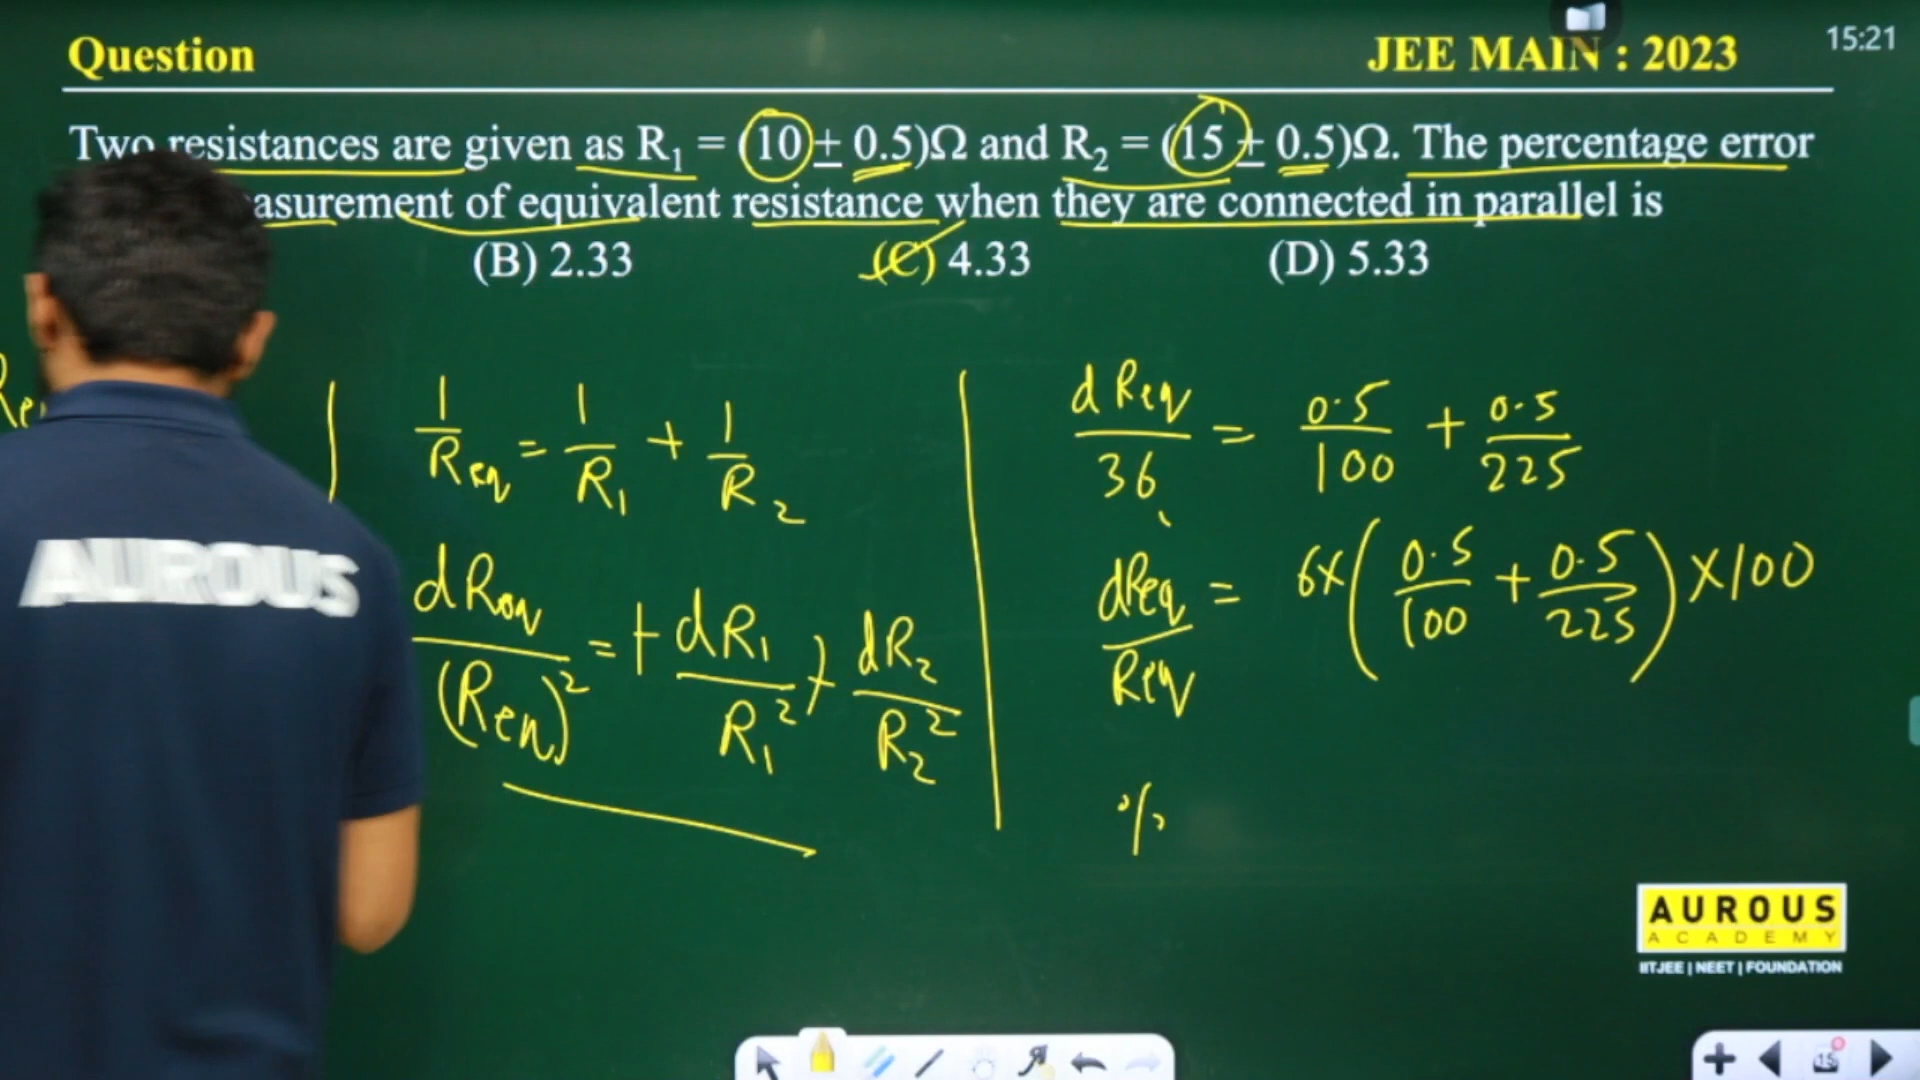 Question
JEE MAIN : 2023
15:21
Two resistances are given as R₁ = (10 ± 0.5)Ω and R₂ = (15 ± 0.5)Ω. The percentage error
asurement of equivalent resistance when they are connected in parallel is
(B) 2.33 (C) 4.33 (D) 5.33
1/Req = 1/R₁ + 1/R₂
dReq/(Req)² = + dR₁/R₁² + dR₂/R₂²
dReq/36 = 0.5/100 + 0.5/225
dReq/Req = 6×(0.5/100 + 0.5/225)×100
%
AUROUS
AUROUS
ACADEMY
IITJEE | NEET | FOUNDATION
15